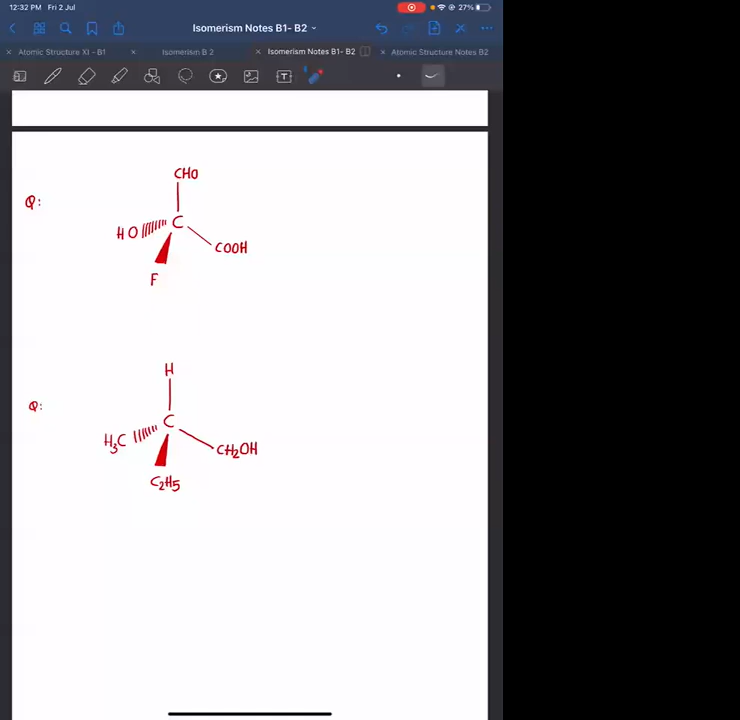 12:32 PM Fri 2 Jul
27%
Isomerism Notes B1- B2
Atomic Structure XI - B1
Isomerism B 2
Isomerism Notes B1- B2
Atomic Structure Notes B2
CHO
Q:
HO C
COOH
F
H
Q:
C
H3C
CH2OH
C2H5